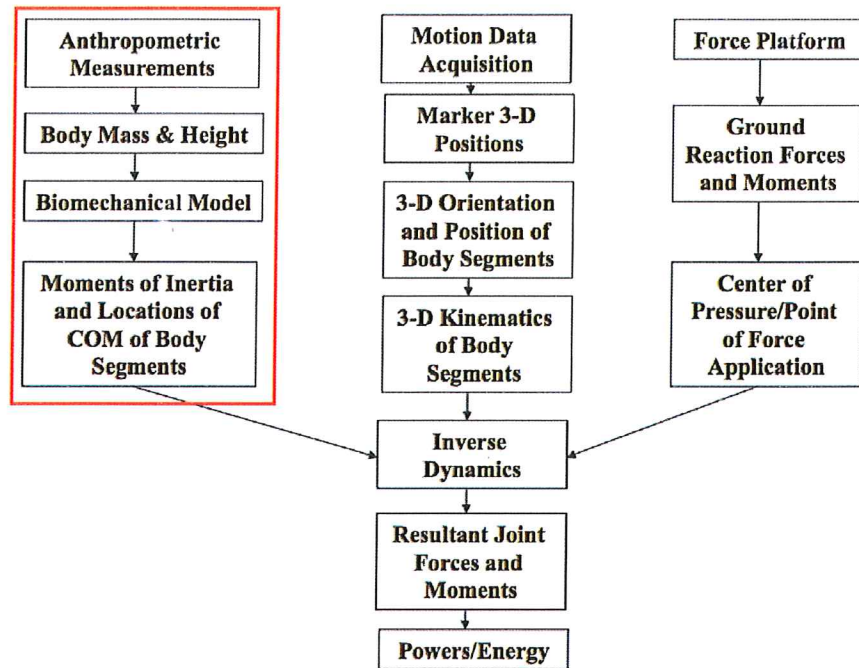 Anthropometric
Measurements
Body Mass & Height
Biomechanical Model
Moments of Inertia
and Locations of
COM of Body
Segments
Motion Data
Acquisition
Marker 3-D
Positions
3-D Orientation
and Position of
Body Segments
3-D Kinematics
of Body
Segments
Force Platform
Ground
Reaction Forces
and Moments
Center of
Pressure/Point
of Force
Application
Inverse
Dynamics
Resultant Joint
Forces and
Moments
Powers/Energy